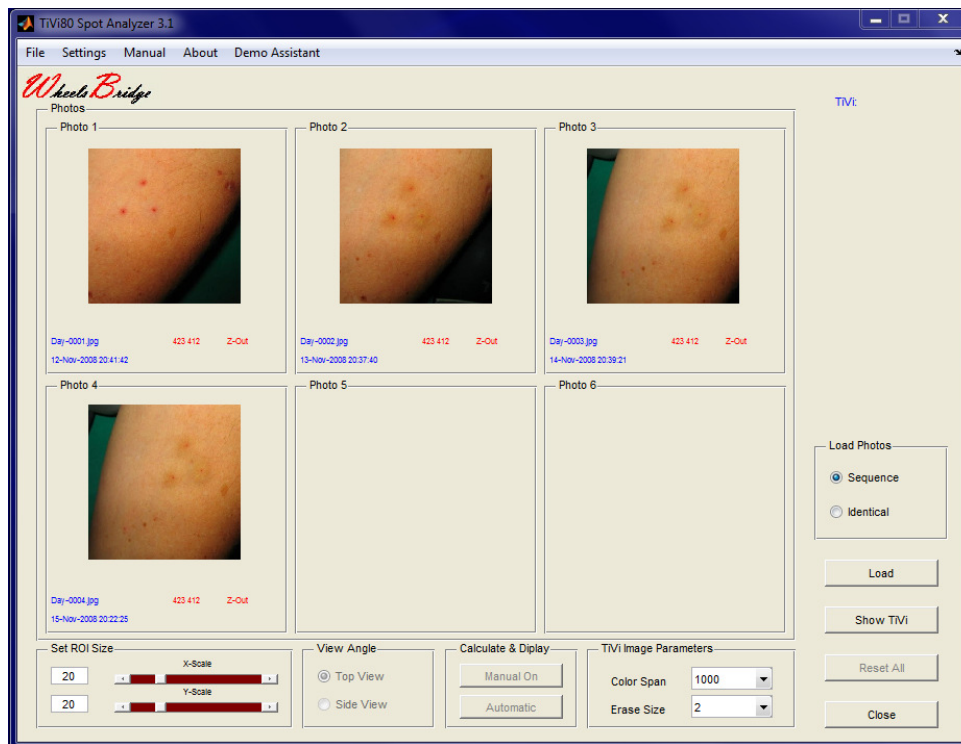 TiVi80 Spot Analyzer 3.1
File Settings Manual About Demo Assistant
WheelsBridge
TiVi:
Photos
Photo 1
Day-0001.jpg 423 412 Z-Out
12-Nov-2008 20:41:42
Photo 2
Day-0002.jpg 423 412 Z-Out
13-Nov-2008 20:37:40
Photo 3
Day-0003.jpg 423 412 Z-Out
14-Nov-2008 20:39:21
Photo 4
Day-0004.jpg 423 412 Z-Out
15-Nov-2008 20:22:25
Photo 5
Photo 6
Load Photos
Sequence
Identical
Load
Show TiVi
Reset All
Close
Set ROI Size
X-Scale
20
Y-Scale
20
View Angle
Top View
Side View
Calculate & Diplay
Manual On
Automatic
TiVi Image Parameters
Color Span 1000
Erase Size 2